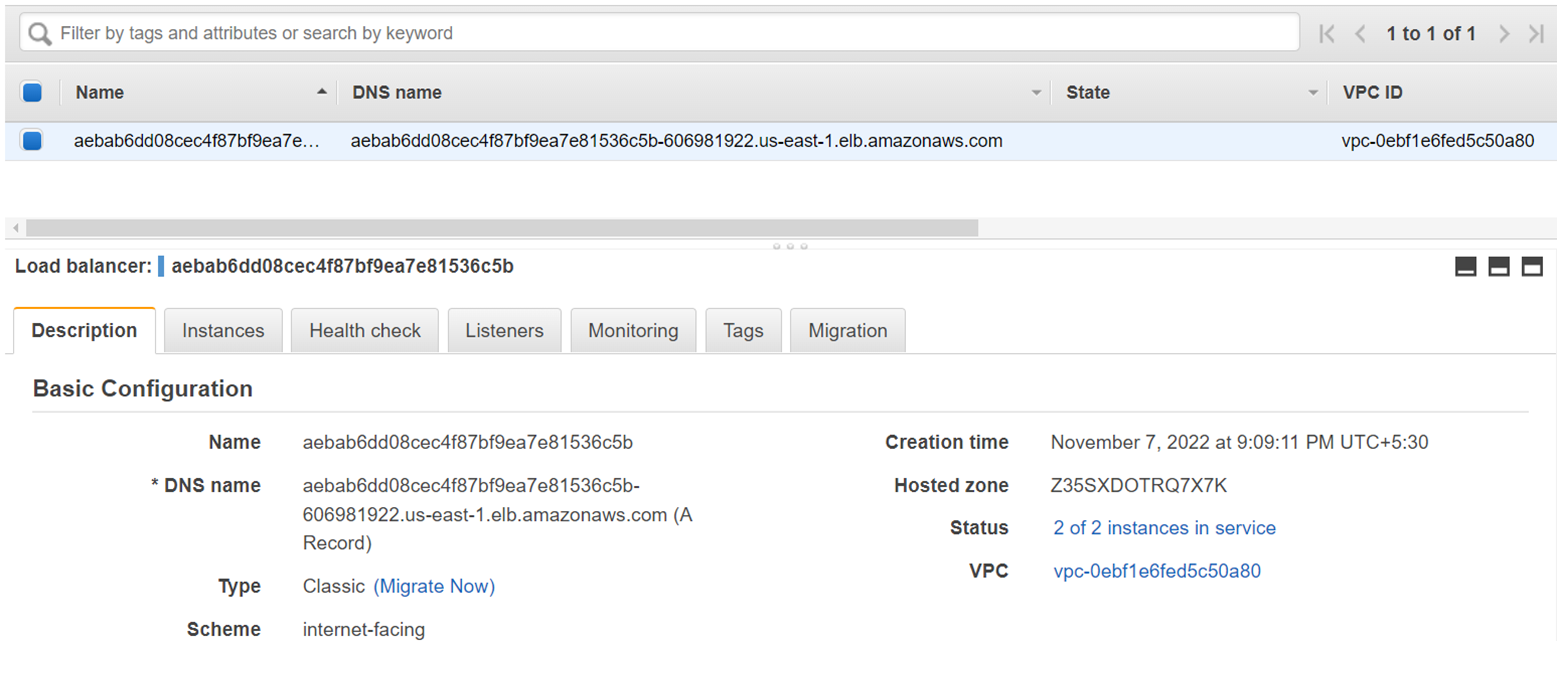 Filter by tags and attributes or search by keyword
1 to 1 of 1
Name DNS name State VPC ID
aebab6dd08cec4f87bf9ea7e… aebab6dd08cec4f87bf9ea7e81536c5b-606981922.us-east-1.elb.amazonaws.com vpc-0ebf1e6fed5c50a80
Load balancer: aebab6dd08cec4f87bf9ea7e81536c5b
Description Instances Health check Listeners Monitoring Tags Migration
Basic Configuration
Name aebab6dd08cec4f87bf9ea7e81536c5b
* DNS name aebab6dd08cec4f87bf9ea7e81536c5b-
606981922.us-east-1.elb.amazonaws.com (A
Record)
Type Classic (Migrate Now)
Scheme internet-facing
Creation time November 7, 2022 at 9:09:11 PM UTC+5:30
Hosted zone Z35SXDOTRQ7X7K
Status 2 of 2 instances in service
VPC vpc-0ebf1e6fed5c50a80